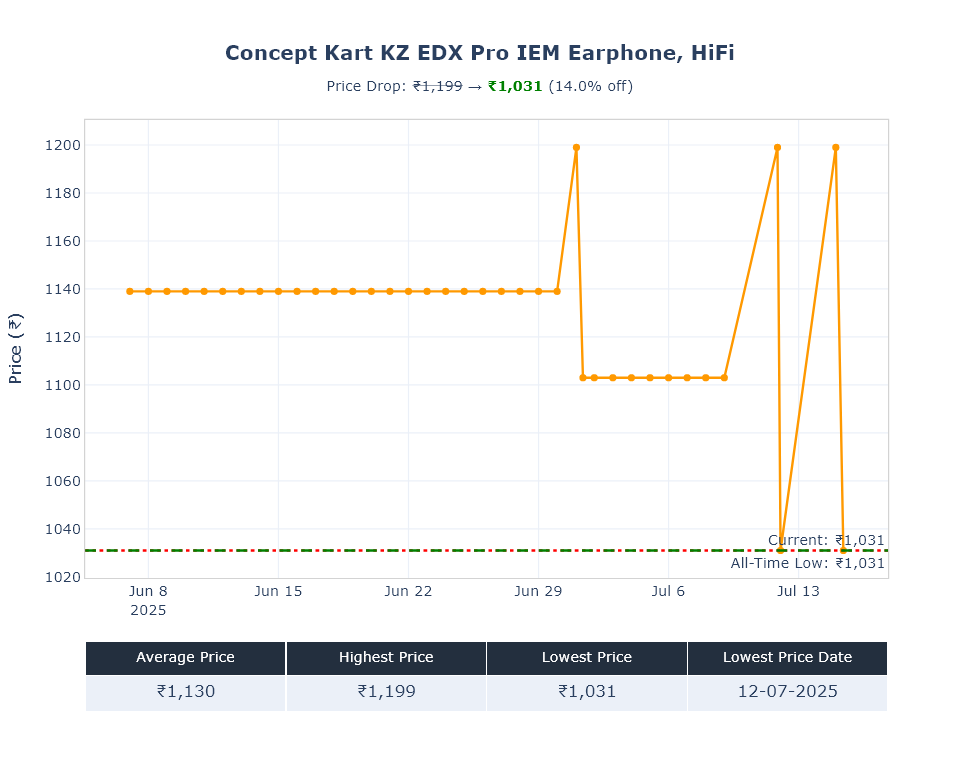 Concept Kart KZ EDX Pro IEM Earphone, HiFi
Price Drop: ₹1,199 → ₹1,031 (14.0% off)
Price (₹)
1200
1180
1160
1140
1120
1100
1080
1060
1040
1020
Current: ₹1,031
All-Time Low: ₹1,031
Jun 8 Jun 15 Jun 22 Jun 29 Jul 6 Jul 13
2025
Average Price Highest Price Lowest Price Lowest Price Date
₹1,130 ₹1,199 ₹1,031 12-07-2025